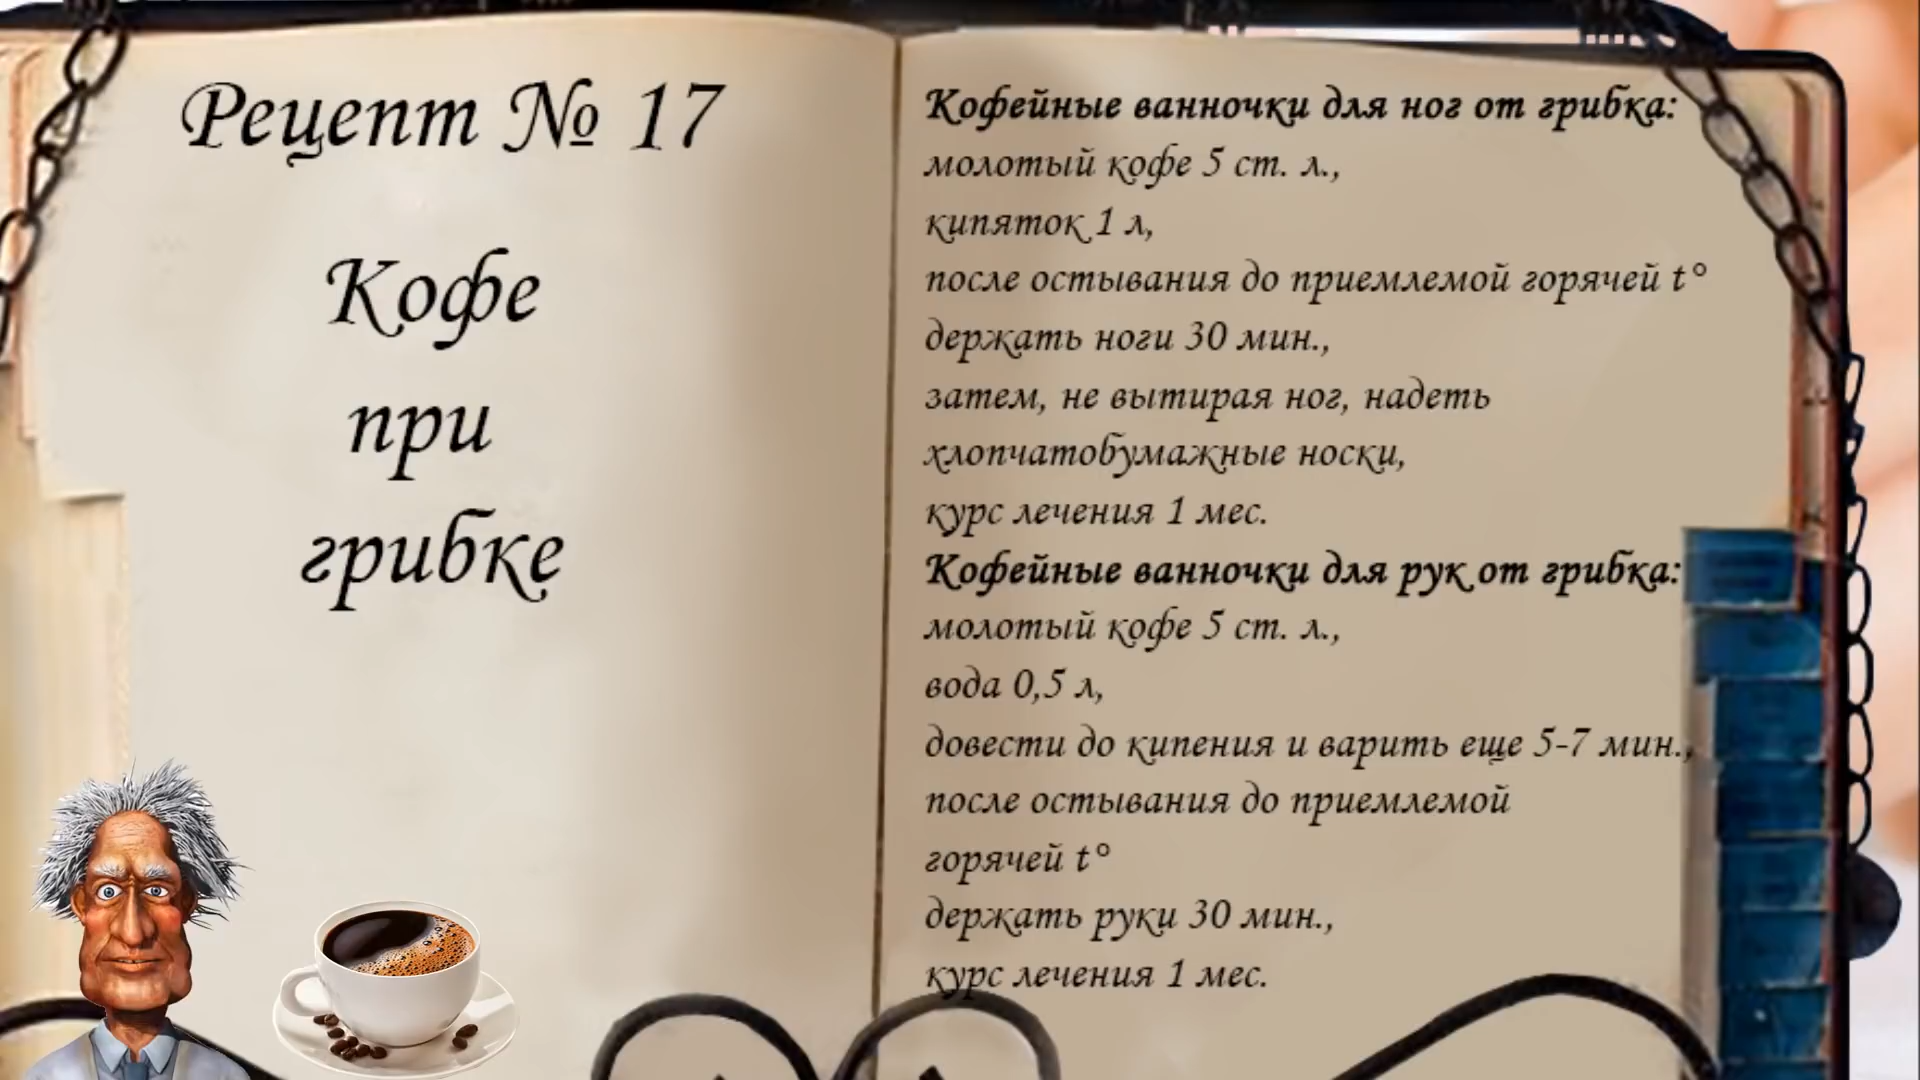 Рецепт № 17
Кофе
при
грибке
Кофейные ванночки для ног от грибка:
молотый кофе 5 ст. л.,
кипяток 1 л,
после остывания до приемлемой горячей t°
держать ноги 30 мин.,
затем, не вытирая ног, надеть
хлопчатобумажные носки,
курс лечения 1 мес.
Кофейные ванночки для рук от грибка:
молотый кофе 5 ст. л.,
вода 0,5 л,
довести до кипения и варить еще 5-7 мин.,
после остывания до приемлемой
горячей t°
держать руки 30 мин.,
курс лечения 1 мес.